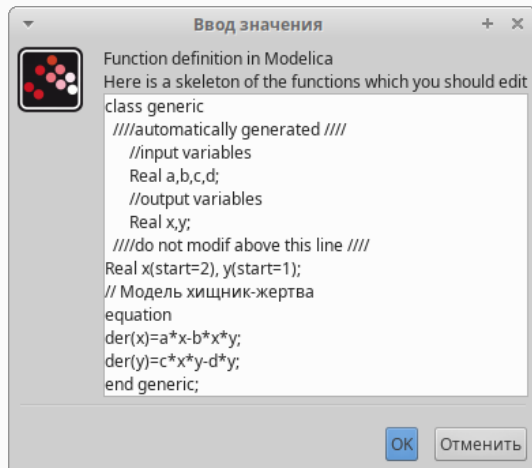 Ввод значения
Function definition in Modelica
Here is a skeleton of the functions which you should edit
class generic
////automatically generated ////
//input variables
Real a,b,c,d;
//output variables
Real x,y;
////do not modif above this line ////
Real x(start=2), y(start=1);
// Модель хищник-жертва
equation
der(x)=a*x-b*x*y;
der(y)=c*x*y-d*y;
end generic;
OK
Отменить